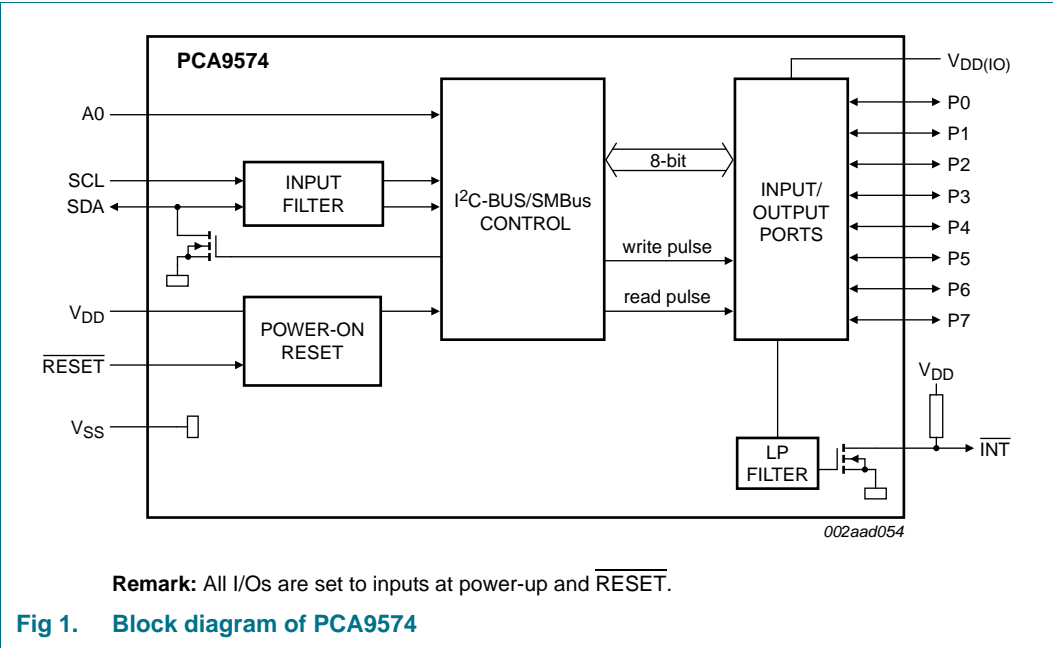 PCA9574
A0
SCL
SDA
VDD
RESET
VSS
INPUT
FILTER
POWER-ON
RESET
I2C-BUS/SMBus
CONTROL
8-bit
write pulse
read pulse
INPUT/
OUTPUT
PORTS
LP
FILTER
VDD(IO)
P0
P1
P2
P3
P4
P5
P6
P7
VDD
INT
002aad054
Remark: All I/Os are set to inputs at power-up and RESET.
Fig 1. Block diagram of PCA9574